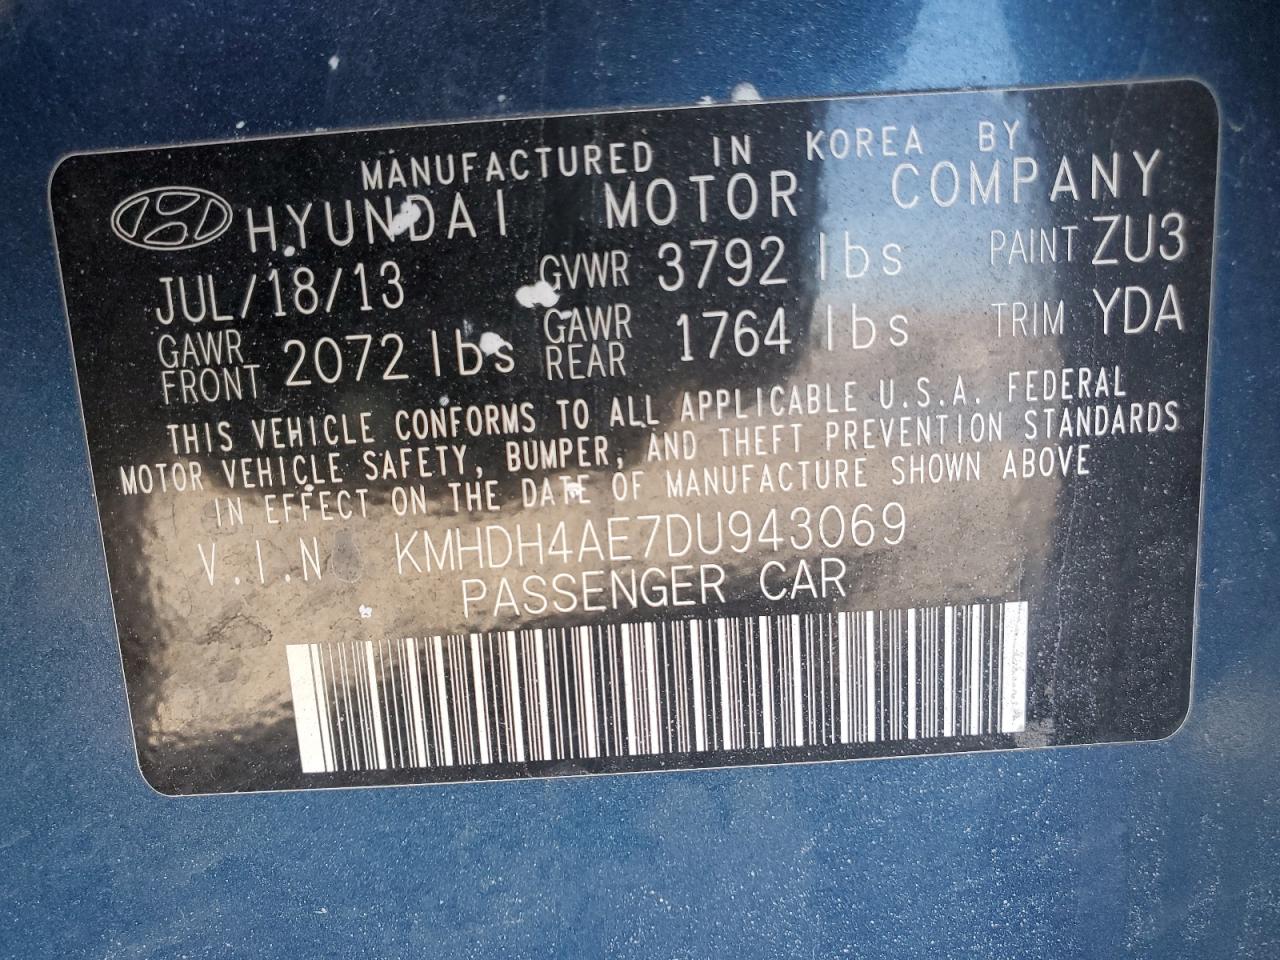 MANUFACTURED IN KOREA BY
HYUNDAI MOTOR COMPANY
JUL/18/13 GVWR 3792 lbs PAINT ZU3
GAWR FRONT 2072 lbs GAWR REAR 1764 lbs TRIM YDA
THIS VEHICLE CONFORMS TO ALL APPLICABLE U.S.A. FEDERAL
MOTOR VEHICLE SAFETY, BUMPER, AND THEFT PREVENTION STANDARDS
IN EFFECT ON THE DATE OF MANUFACTURE SHOWN ABOVE
V.I.N KMHDH4AE7DU943069
PASSENGER CAR